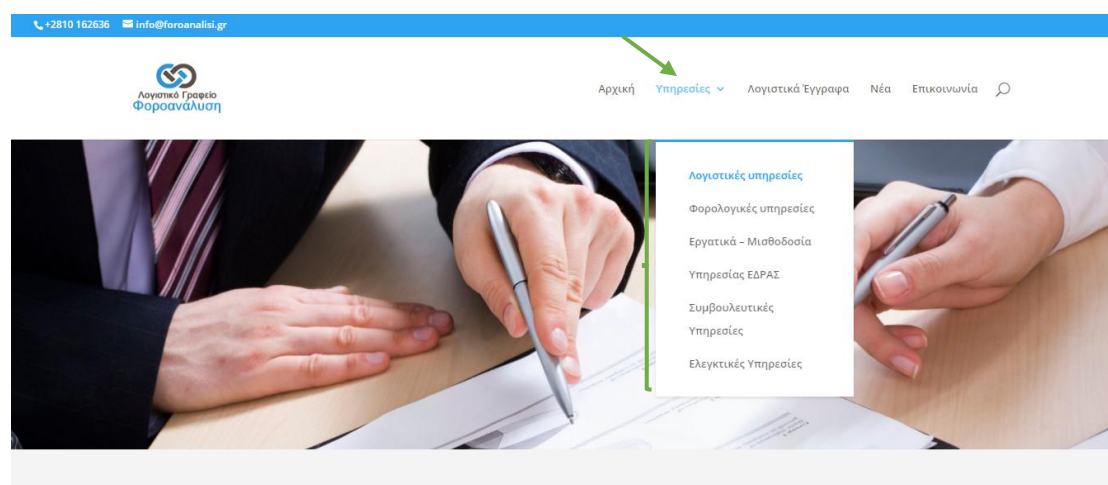 +2810 162636 info@foroanalisi.gr
Λογιστικό Γραφείο
Φοροανάλυση
Αρχική Υπηρεσίες Λογιστικά Έγγραφα Νέα Επικοινωνία
Λογιστικές υπηρεσίες
Φορολογικές υπηρεσίες
Εργατικά – Μισθοδοσία
Υπηρεσίας ΕΔΡΑΣ
Συμβουλευτικές
Υπηρεσίες
Ελεγκτικές Υπηρεσίες